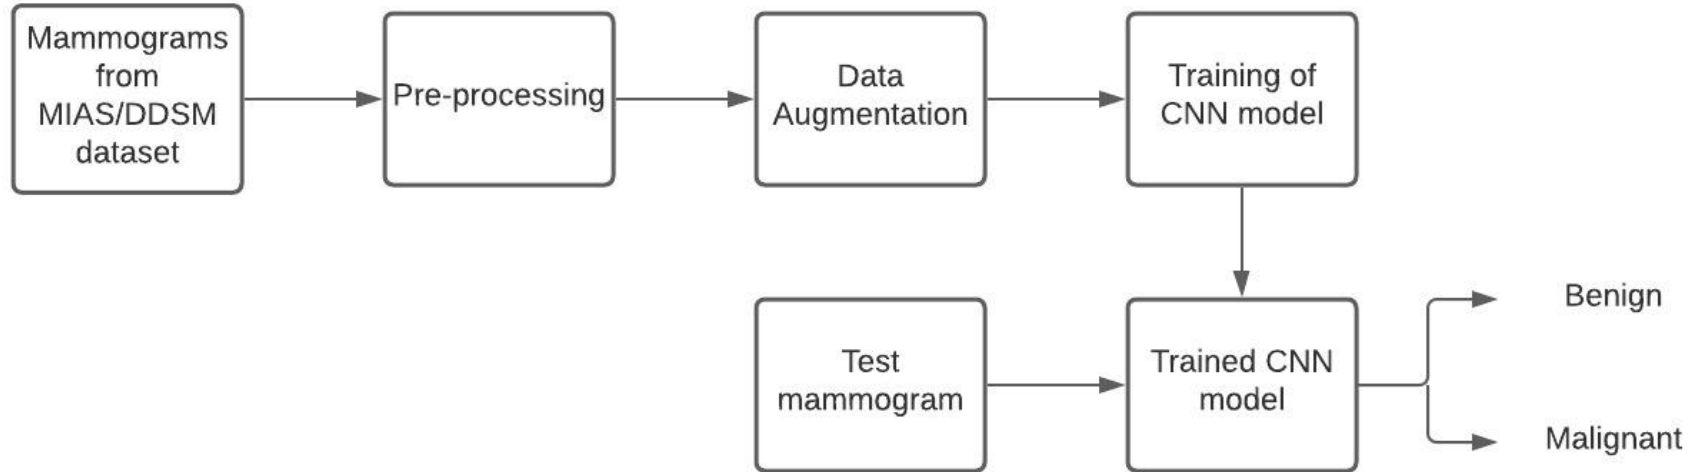 Mammograms
from
MIAS/DDSM
dataset
Pre-processing
Data
Augmentation
Training of
CNN model
Test
mammogram
Trained CNN
model
Benign
Malignant